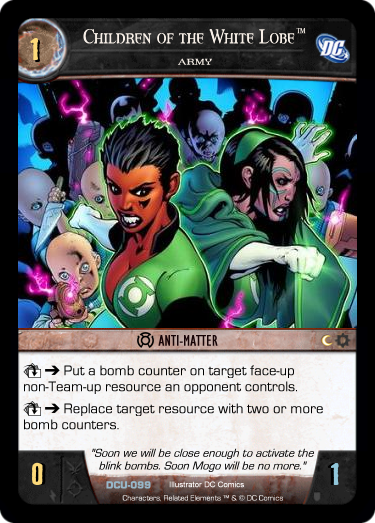 1
Children of the White Lobe™
DC
ARMY
ANTI-MATTER
➔ Put a bomb counter on target face-up
non-Team-up resource an opponent controls.
➔ Replace target resource with two or more
bomb counters.
"Soon we will be close enough to activate the
blink bombs. Soon Mogo will be no more."
0
DCU-099 Illustrator DC Comics
1
Characters, Related Elements ™ & © DC Comics